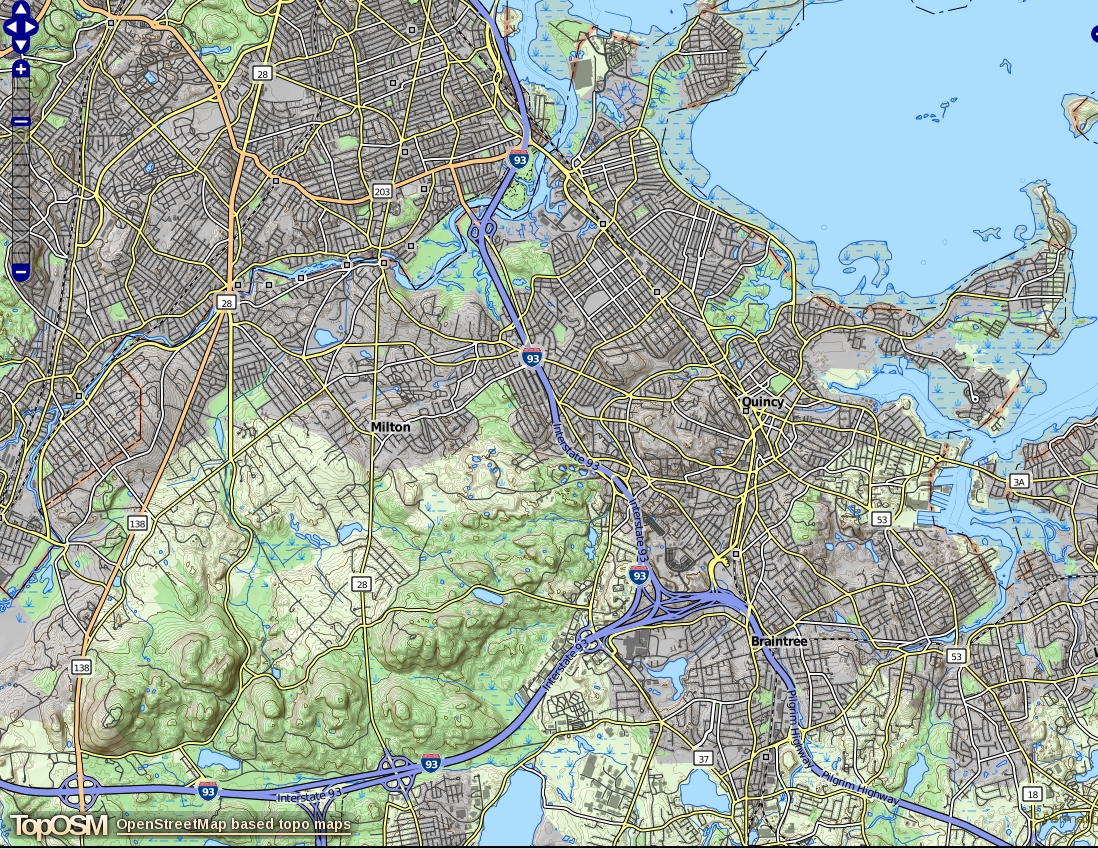 28
93
203
28
93
Quincy
Milton
Interstate 93
3A
53
138
Interstate 93
93
28
Braintree
53
138
Interstate 93
Pilgrim Highway
37
93
Pilgrim Highway
93
Interstate 93
18
TopOSM OpenStreetMap based topo maps